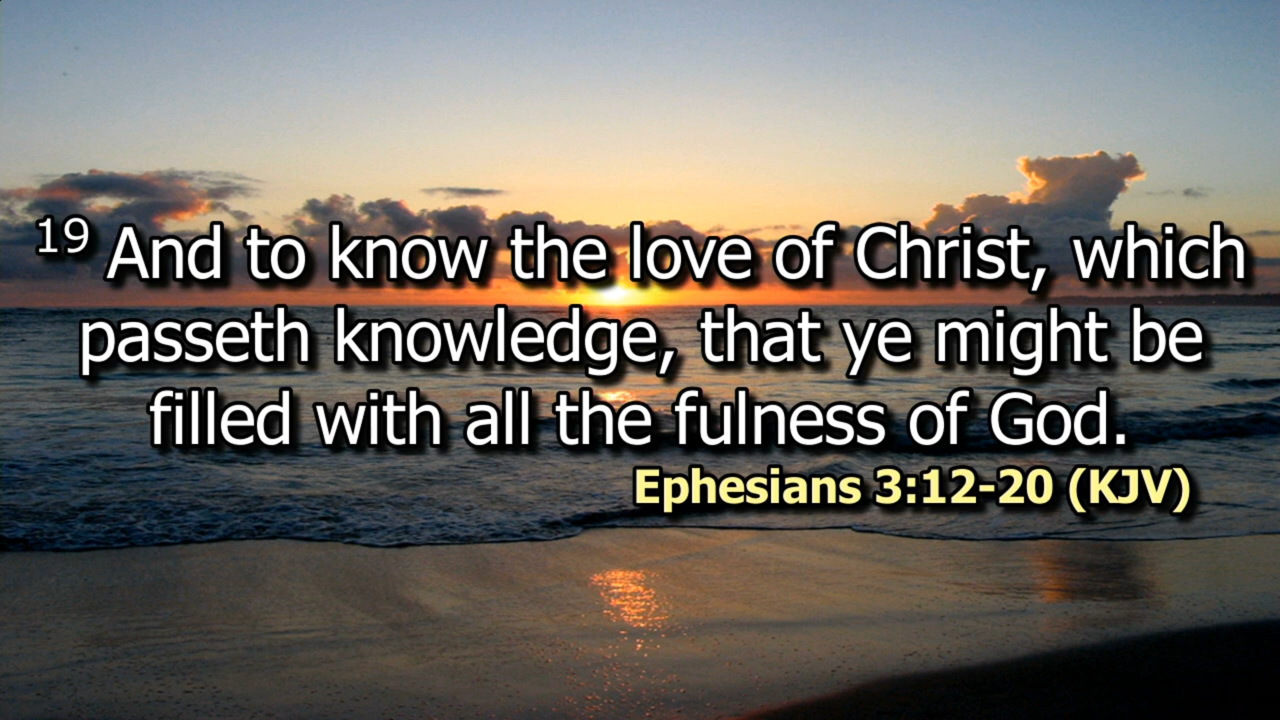 19 And to know the love of Christ, which
passeth knowledge, that ye might be
filled with all the fulness of God.
Ephesians 3:12-20 (KJV)